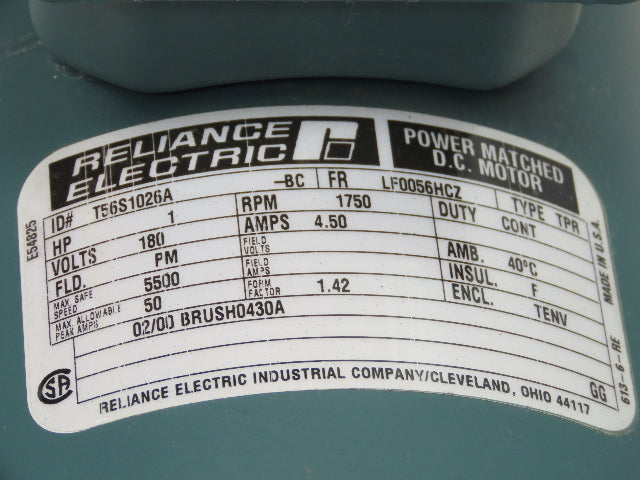 RELIANCE ELECTRIC
POWER MATCHED
D.C. MOTOR
ID# T56S1026A -BC FR LF0056HCZ TYPE TPR
HP 1 RPM 1750 DUTY CONT
VOLTS 180 AMPS 4.50
FLD. PM FIELD VOLTS AMB. 40°C
MAX SAFE SPEED 5500 FIELD AMPS INSUL. F
MAX ALLOWABLE PEAK AMPS 50 FORM FACTOR 1.42 ENCL. TENV
02/00 BRUSH0430A
GG
RELIANCE ELECTRIC INDUSTRIAL COMPANY/CLEVELAND, OHIO 44117
E54825
MADE IN U.S.A.
613-6-RE
SA